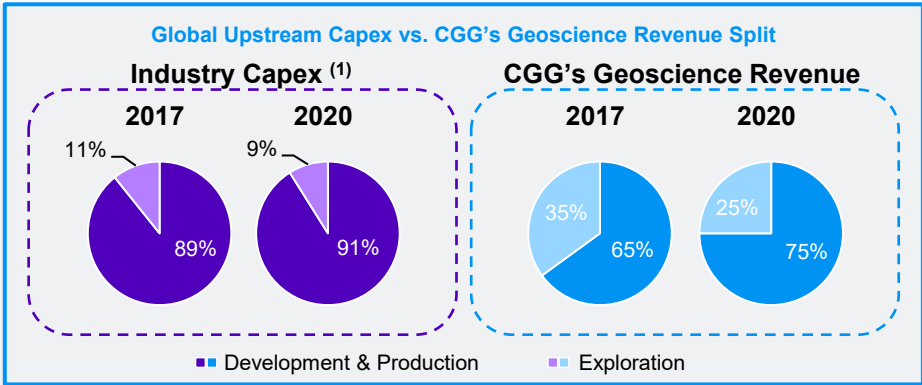 Global Upstream Capex vs. CGG's Geoscience Revenue Split
Industry Capex (1)
CGG's Geoscience Revenue
2017
2020
2017
2020
11%
89%
9%
91%
35%
65%
25%
75%
Development & Production
Exploration